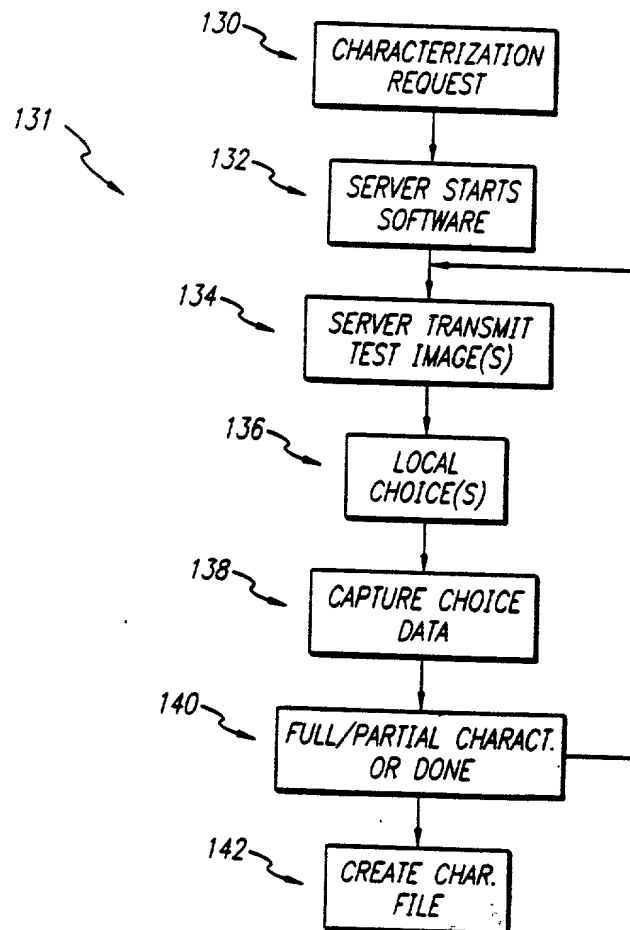 130
CHARACTERIZATION
REQUEST
131
132
SERVER STARTS
SOFTWARE
134
SERVER TRANSMIT
TEST IMAGE(S)
136
LOCAL
CHOICE(S)
138
CAPTURE CHOICE
DATA
140
FULL/PARTIAL CHARACT.
OR DONE
142
CREATE CHAR.
FILE